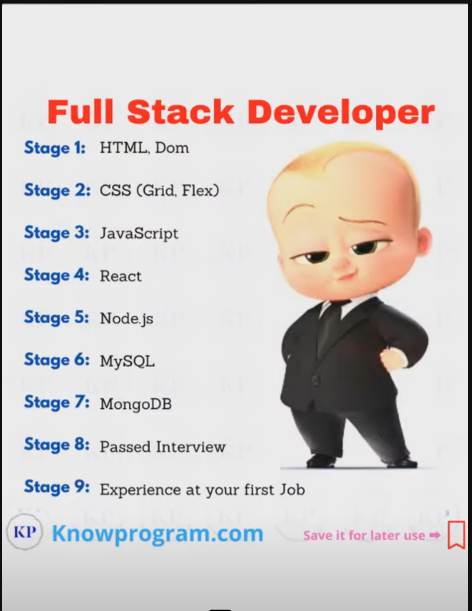 Full Stack Developer
Stage 1: HTML, Dom
Stage 2: CSS (Grid, Flex)
Stage 3: JavaScript
Stage 4: React
Stage 5: Node.js
Stage 6: MySQL
Stage 7: MongoDB
Stage 8: Passed Interview
Stage 9: Experience at your first Job
KP Knowprogram.com
Save it for later use ➡